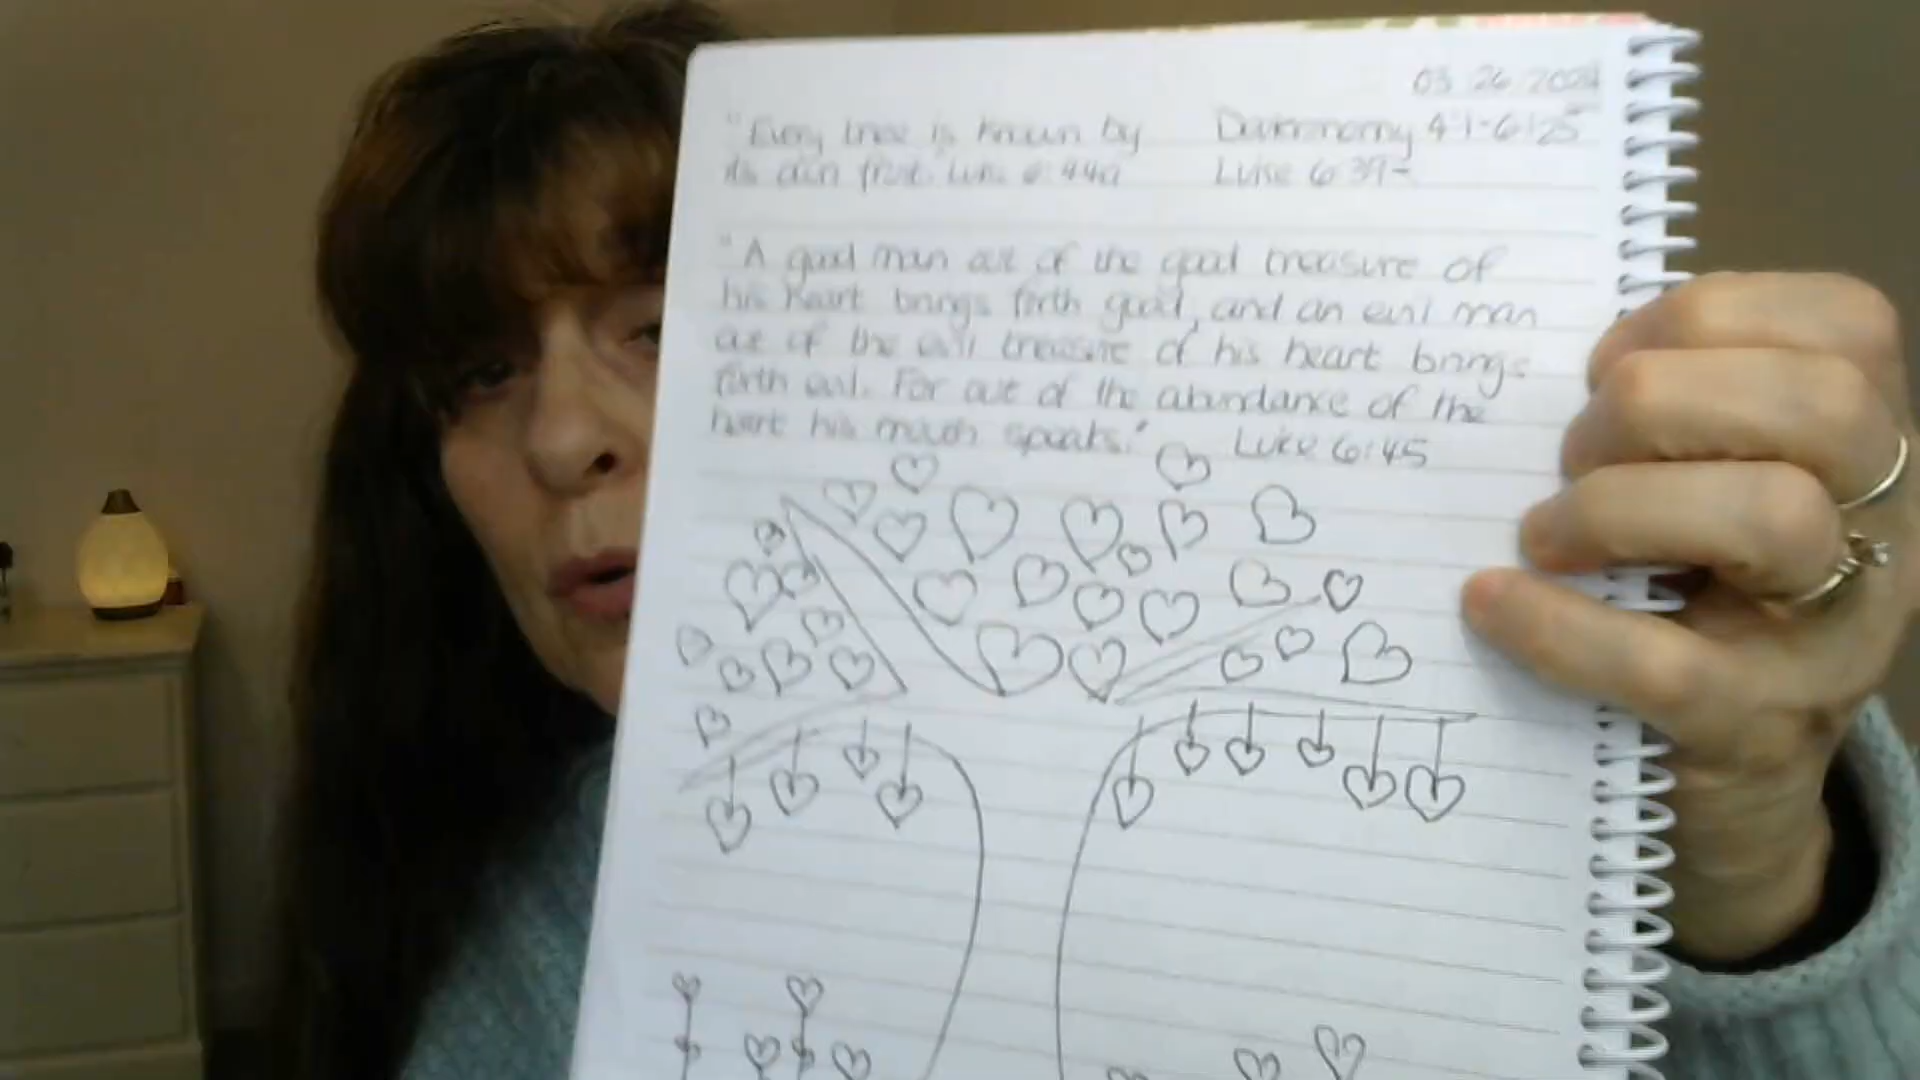 03 26 2024
"Every tree is known by
its own fruit" Luke 6:44a
Deuteronomy 4:1-6:25
Luke 6:39-
"A good man out of the good treasure of
his heart brings forth good, and an evil man
out of the evil treasure of his heart brings
forth evil. For out of the abundance of the
heart his mouth speaks." Luke 6:45